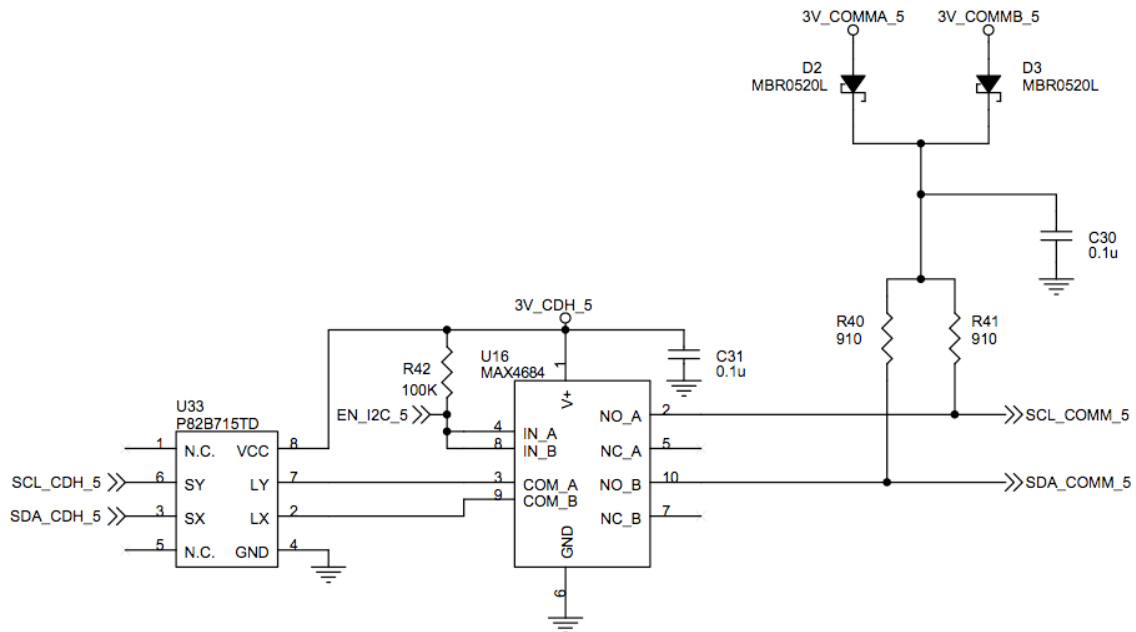 3V_COMMA_5 3V_COMMB_5
D2
MBR0520L
D3
MBR0520L
C30
0.1u
R40
910
R41
910
3V_CDH_5
R42
100K
U16
MAX4684
C31
0.1u
1
V+
EN_I2C_5
4 IN_A
8 IN_B
3 COM_A
9 COM_B
NO_A 2
NC_A 5
NO_B 10
NC_B 7
GND
6
SCL_COMM_5
SDA_COMM_5
U33
P82B715TD
1 N.C. VCC 8
SCL_CDH_5 6 SY LY 7
SDA_CDH_5 3 SX LX 2
5 N.C. GND 4